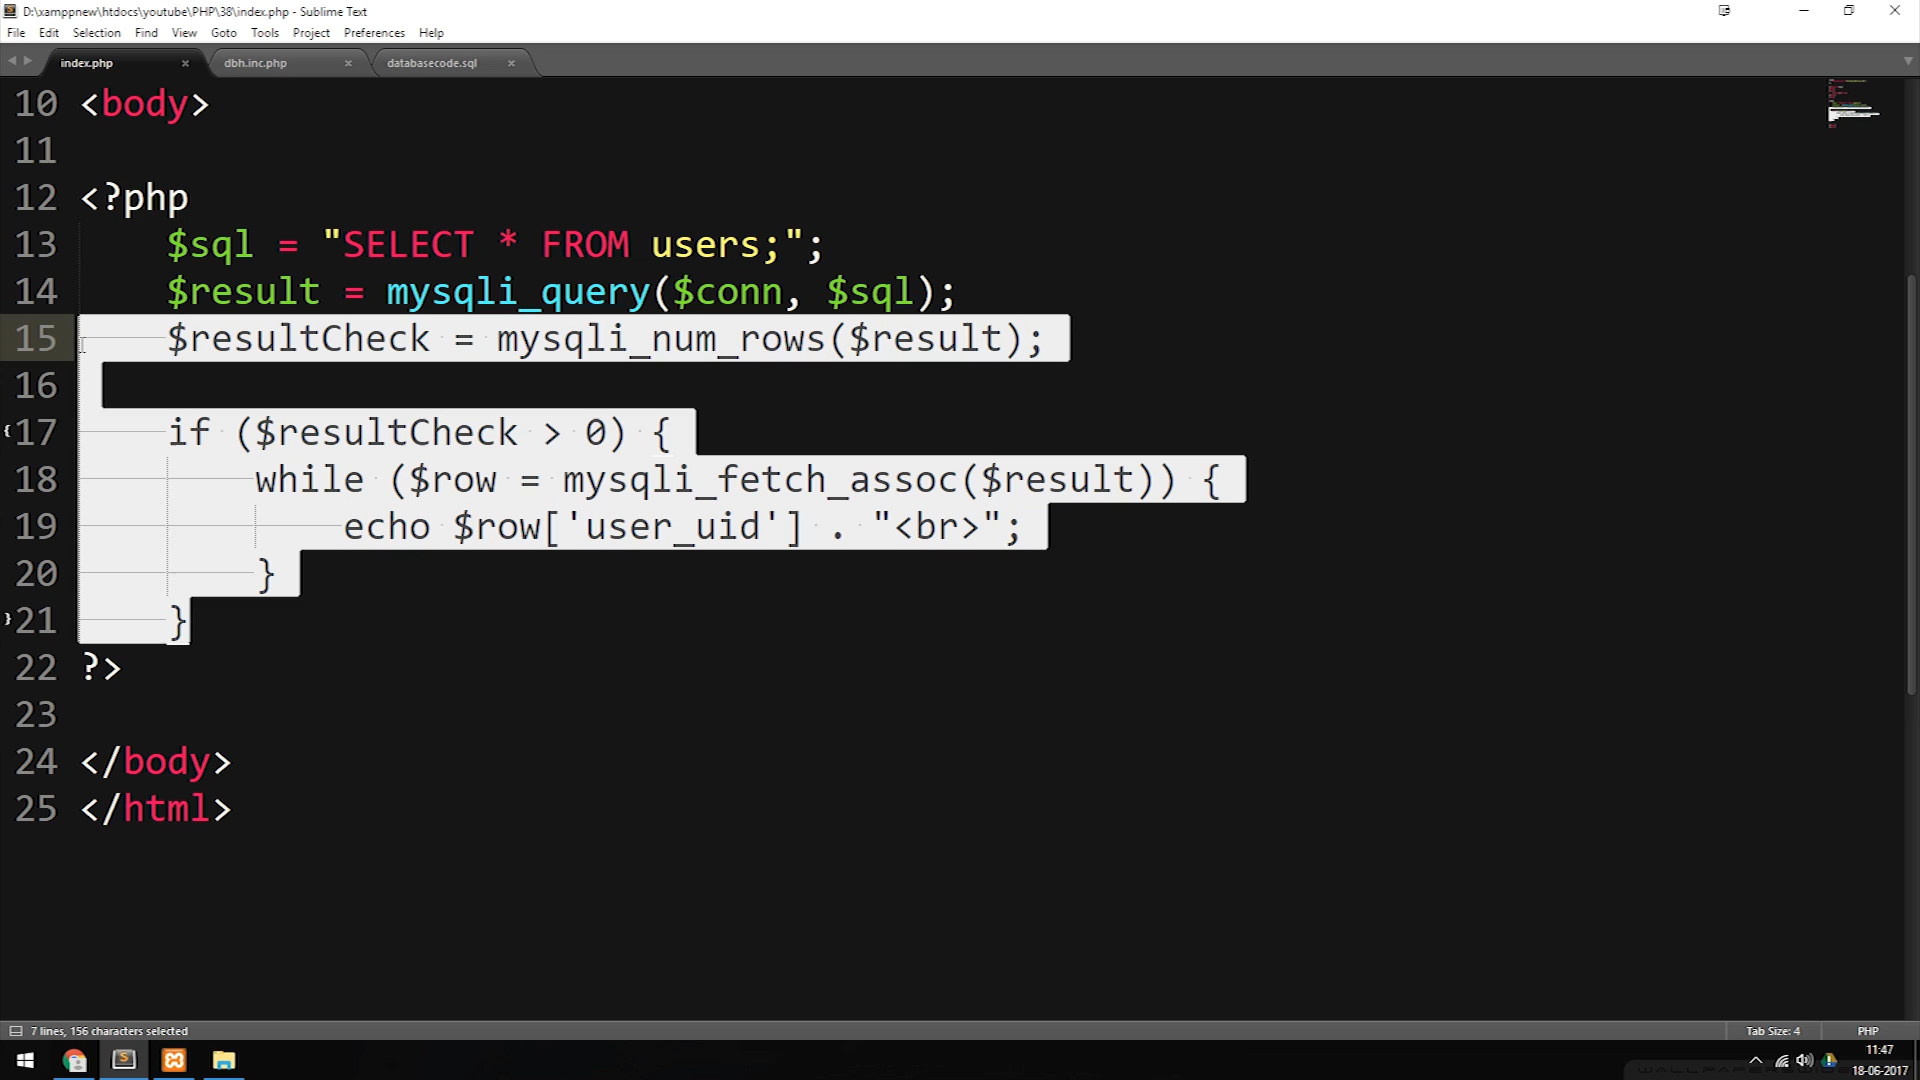 D:\xamppnew\htdocs\youtube\PHP\38\index.php - Sublime Text
File Edit Selection Find View Goto Tools Project Preferences Help
index.php × dbh.inc.php × databasecode.sql ×
10 <body>
11
12 <?php
13 $sql = "SELECT * FROM users;";
14 $result = mysqli_query($conn, $sql);
15 $resultCheck = mysqli_num_rows($result);
16
17 if ($resultCheck > 0) {
18 while ($row = mysqli_fetch_assoc($result)) {
19 echo $row['user_uid'] . "<br>";
20 }
21 }
22 ?>
23
24 </body>
25 </html>
7 lines, 156 characters selected Tab Size: 4 PHP
11:47
18-06-2017